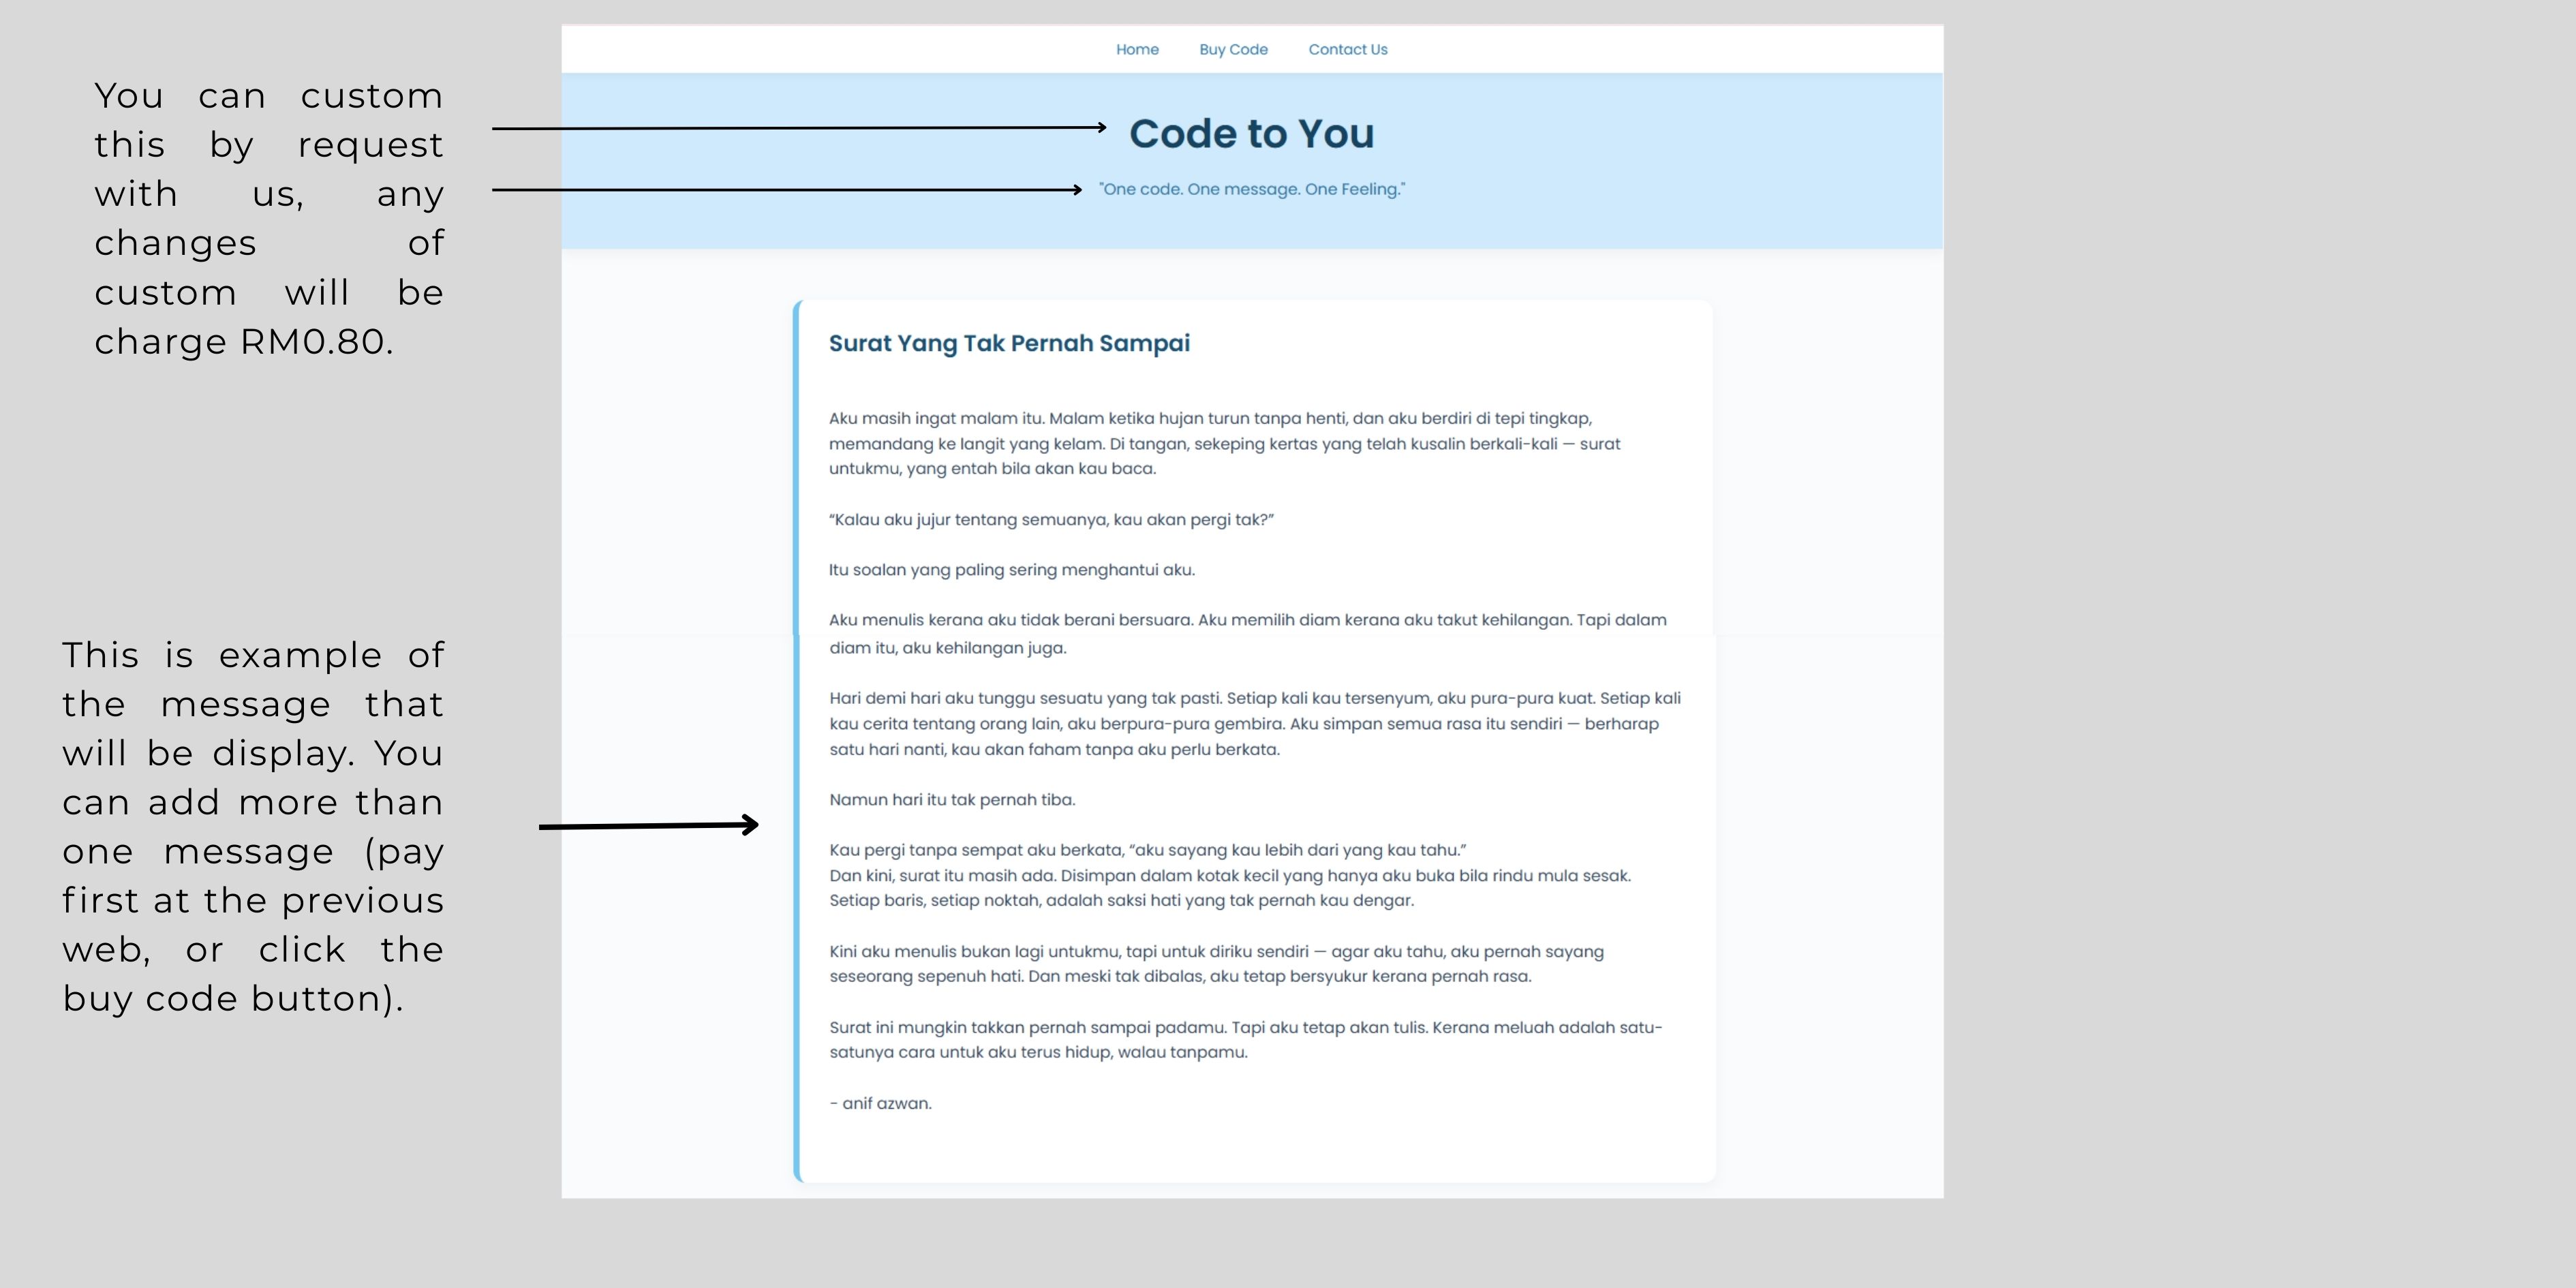 You can custom
this by request
with us, any
changes of
custom will be
charge RM0.80.
This is example of
the message that
will be display. You
can add more than
one message (pay
first at the previous
web, or click the
buy code button).
Home Buy Code Contact Us
Code to You
"One code. One message. One Feeling."
Surat Yang Tak Pernah Sampai
Aku masih ingat malam itu. Malam ketika hujan turun tanpa henti, dan aku berdiri di tepi tingkap,
memandang ke langit yang kelam. Di tangan, sekeping kertas yang telah kusalin berkali-kali — surat
untukmu, yang entah bila akan kau baca.
“Kalau aku jujur tentang semuanya, kau akan pergi tak?”
Itu soalan yang paling sering menghantui aku.
Aku menulis kerana aku tidak berani bersuara. Aku memilih diam kerana aku takut kehilangan. Tapi dalam
diam itu, aku kehilangan juga.
Hari demi hari aku tunggu sesuatu yang tak pasti. Setiap kali kau tersenyum, aku pura-pura kuat. Setiap kali
kau cerita tentang orang lain, aku berpura-pura gembira. Aku simpan semua rasa itu sendiri — berharap
satu hari nanti, kau akan faham tanpa aku perlu berkata.
Namun hari itu tak pernah tiba.
Kau pergi tanpa sempat aku berkata, “aku sayang kau lebih dari yang kau tahu.”
Dan kini, surat itu masih ada. Disimpan dalam kotak kecil yang hanya aku buka bila rindu mula sesak.
Setiap baris, setiap noktah, adalah saksi hati yang tak pernah kau dengar.
Kini aku menulis bukan lagi untukmu, tapi untuk diriku sendiri — agar aku tahu, aku pernah sayang
seseorang sepenuh hati. Dan meski tak dibalas, aku tetap bersyukur kerana pernah rasa.
Surat ini mungkin takkan pernah sampai padamu. Tapi aku tetap akan tulis. Kerana meluah adalah satu-
satunya cara untuk aku terus hidup, walau tanpamu.
- anif azwan.